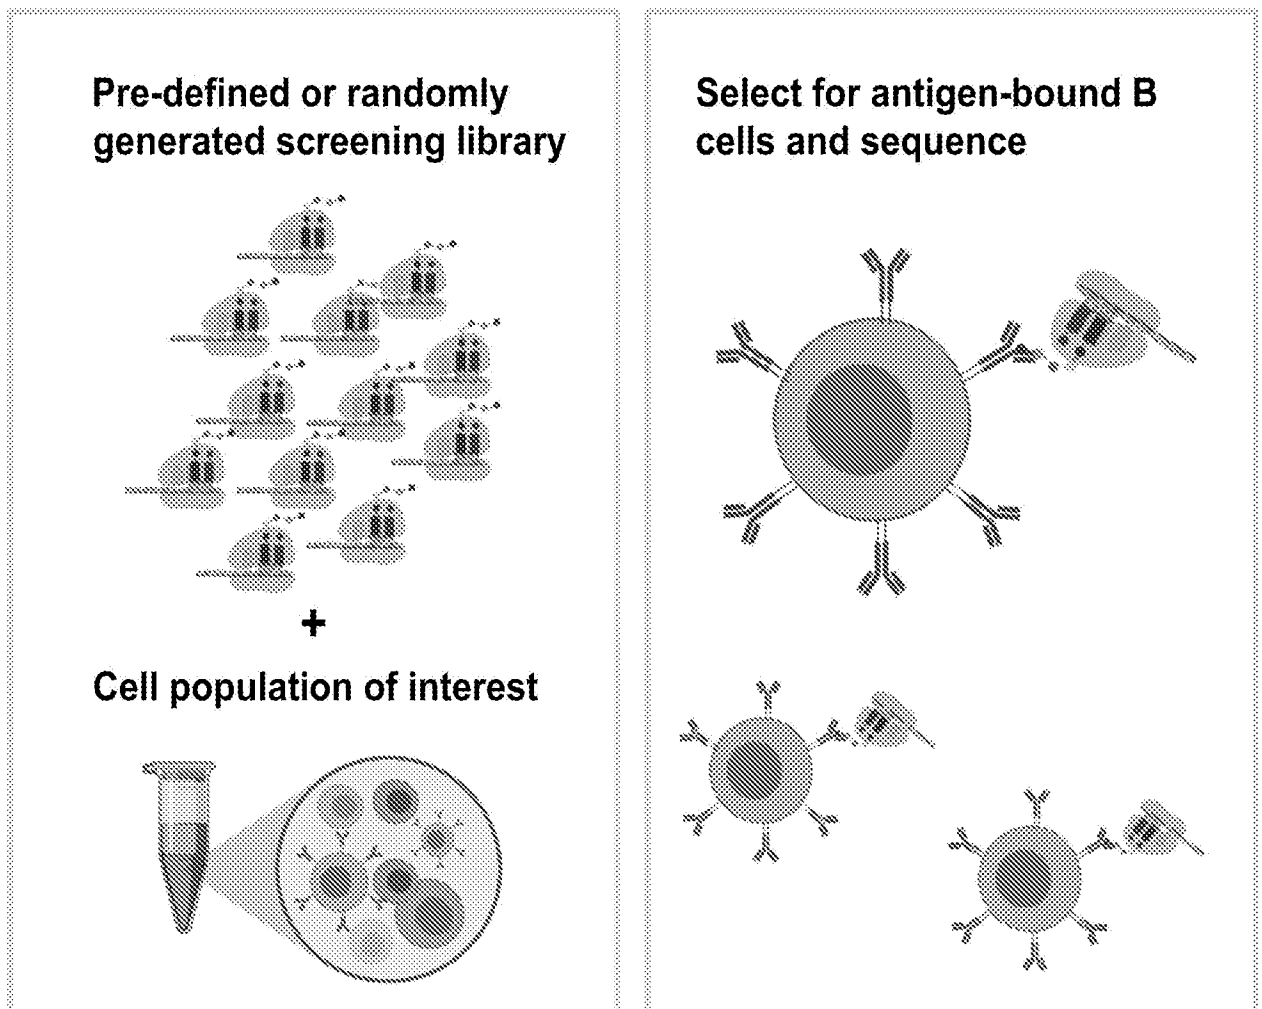 Pre-defined or randomly
generated screening library
+
Cell population of interest
Select for antigen-bound B
cells and sequence